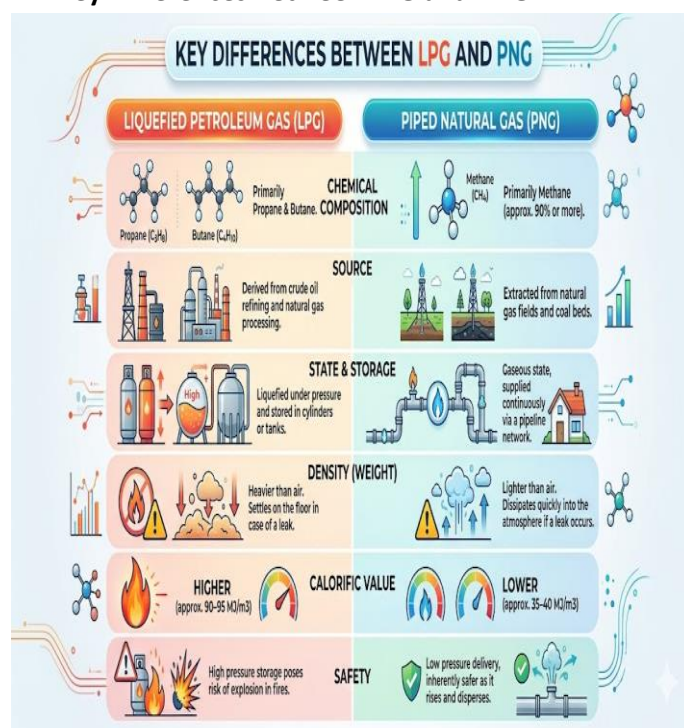 KEY DIFFERENCES BETWEEN LPG AND PNG
LIQUEFIED PETROLEUM GAS (LPG)
PIPED NATURAL GAS (PNG)
CHEMICAL
COMPOSITION
Propane (C₃H₈)
Butane (C₄H₁₀)
Primarily
Propane & Butane.
Methane
(CH₄)
Primarily Methane
(approx. 90% or more).
SOURCE
Derived from crude oil
refining and natural gas
processing.
Extracted from natural
gas fields and coal beds.
STATE & STORAGE
High
Liquefied under pressure
and stored in cylinders
or tanks.
Gaseous state,
supplied
continuously
via a pipeline
network.
DENSITY (WEIGHT)
Heavier than air.
Settles on the floor in
case of a leak.
Lighter than air.
Dissipates quickly into the
atmosphere if a leak occurs.
CALORIFIC VALUE
HIGHER
(approx. 90–95 MJ/m3)
LOWER
(approx. 35–40 MJ/m3)
SAFETY
High pressure storage poses
risk of explosion in fires.
Low pressure delivery,
inherently safer as it
rises and disperses.